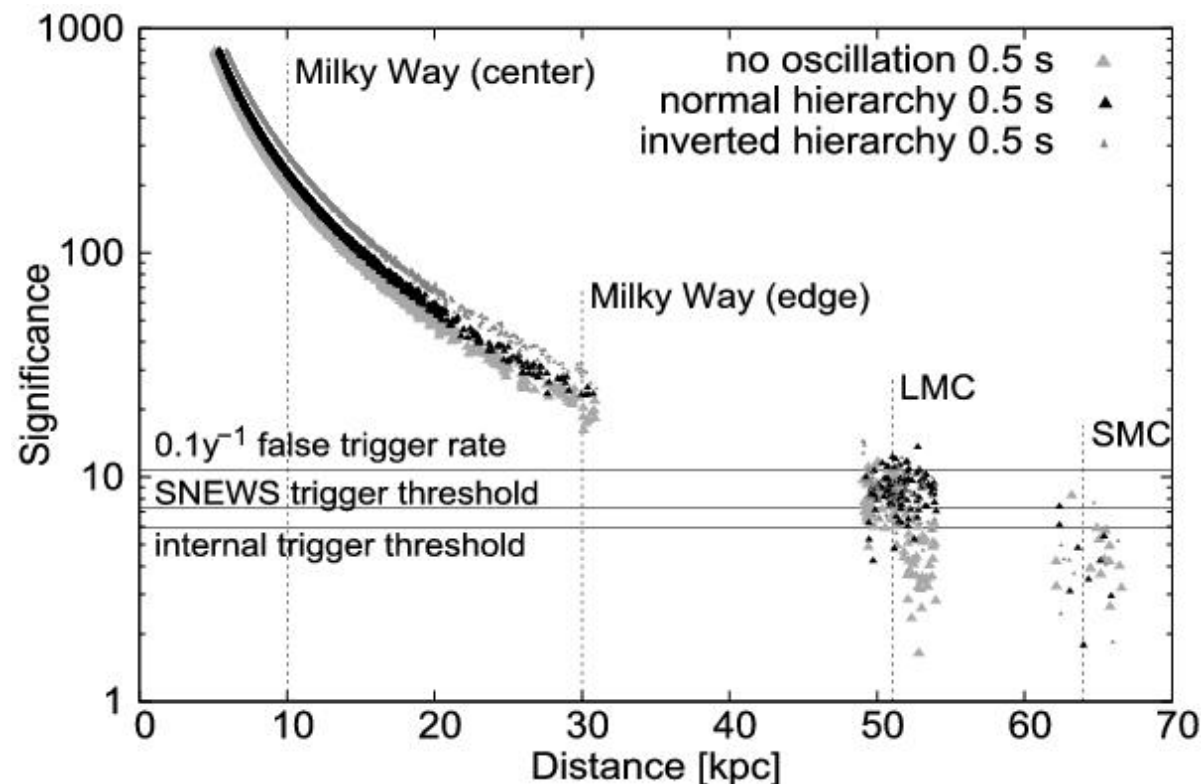 1000
Milky Way (center)
no oscillation 0.5 s
normal hierarchy 0.5 s
inverted hierarchy 0.5 s
100
Milky Way (edge)
Significance
LMC
SMC
0.1y⁻¹ false trigger rate
10
SNEWS trigger threshold
internal trigger threshold
1
0 10 20 30 40 50 60 70
Distance [kpc]